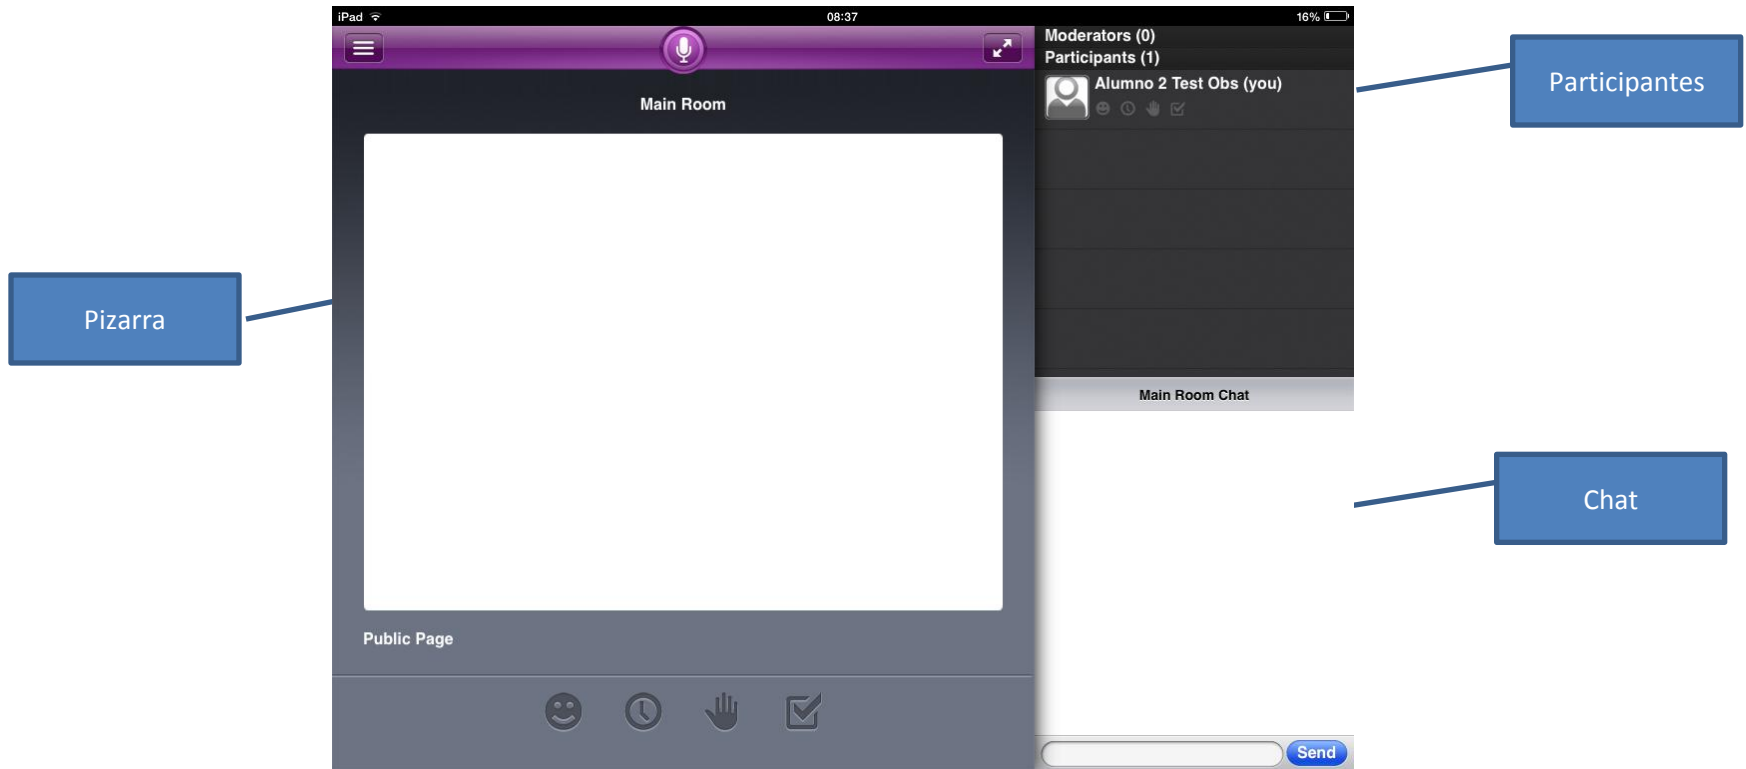 iPad 08:37 16%
Moderators (0)
Participants (1)
Alumno 2 Test Obs (you)
Participantes
Main Room
Pizarra
Main Room Chat
Chat
Public Page
Send